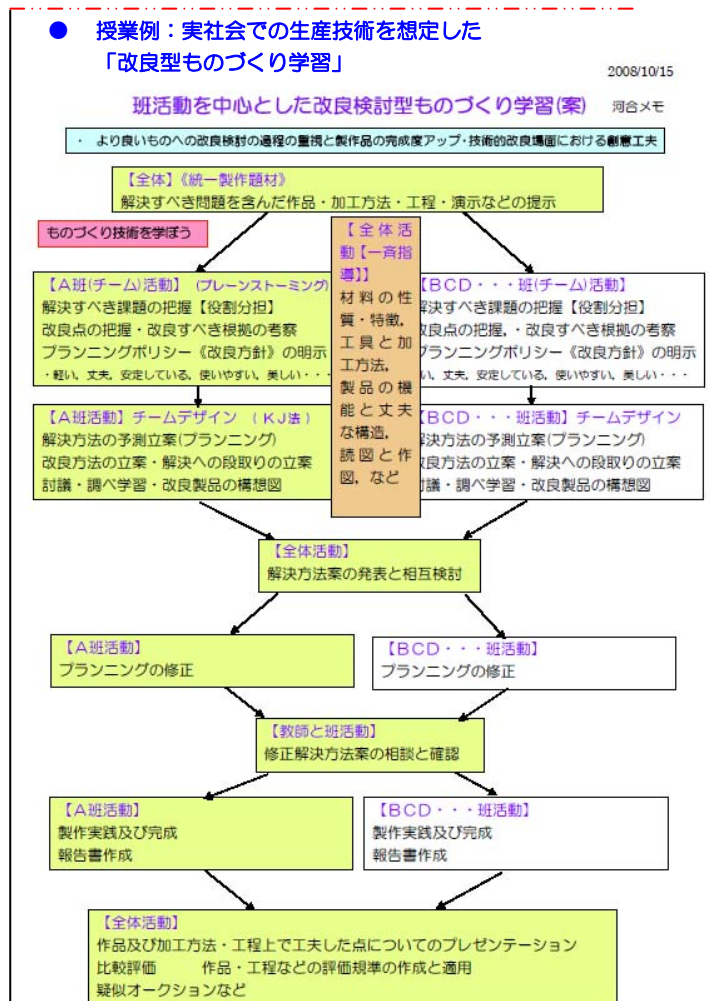 ● 授業例:実社会での生産技術を想定した
「改良型ものづくり学習」
2008/10/15
班活動を中心とした改良検討型ものづくり学習(案) 河合メモ
・ より良いものへの改良検討の過程の重視と製作品の完成度アップ・技術的改良場面における創意工夫
【全体】《統一製作題材》
解決すべき問題を含んだ作品・加工方法・工程・演示などの提示
ものづくり技術を学ぼう
【全体活
動【一斉指
導】】
材料の性
質・特徴,
工具と加
工方法,
製品の機
能と丈夫
な構造,
読図と作
図, など
【A班(チーム)活動】 (ブレーンストーミング)
解決すべき課題の把握【役割分担】
改良点の把握・改良すべき根拠の考察
プランニングポリシー《改良方針》の明示
・軽い, 丈夫, 安定している, 使いやすい, 美しい・・・
【BCD・・・班(チーム)活動】
解決すべき課題の把握【役割分担】
改良点の把握,・改良すべき根拠の考察
プランニングポリシー《改良方針》の明示
い, 丈夫, 安定している, 使いやすい, 美しい・・・
【A班活動】チームデザイン (KJ法)
解決方法の予測立案(プランニング)
改良方法の立案・解決への段取りの立案
討議・調べ学習・改良製品の構想図
【BCD・・・班活動】チームデザイン
解決方法の予測立案(プランニング)
改良方法の立案・解決への段取りの立案
討議・調べ学習・改良製品の構想図
【全体活動】
解決方法案の発表と相互検討
【A班活動】
プランニングの修正
【BCD・・・班活動】
プランニングの修正
【教師と班活動】
修正解決方法案の相談と確認
【A班活動】
製作実践及び完成
報告書作成
【BCD・・・班活動】
製作実践及び完成
報告書作成
【全体活動】
作品及び加工方法・工程上で工夫した点についてのプレゼンテーション
比較評価 作品・工程などの評価規準の作成と適用
疑似オークションなど